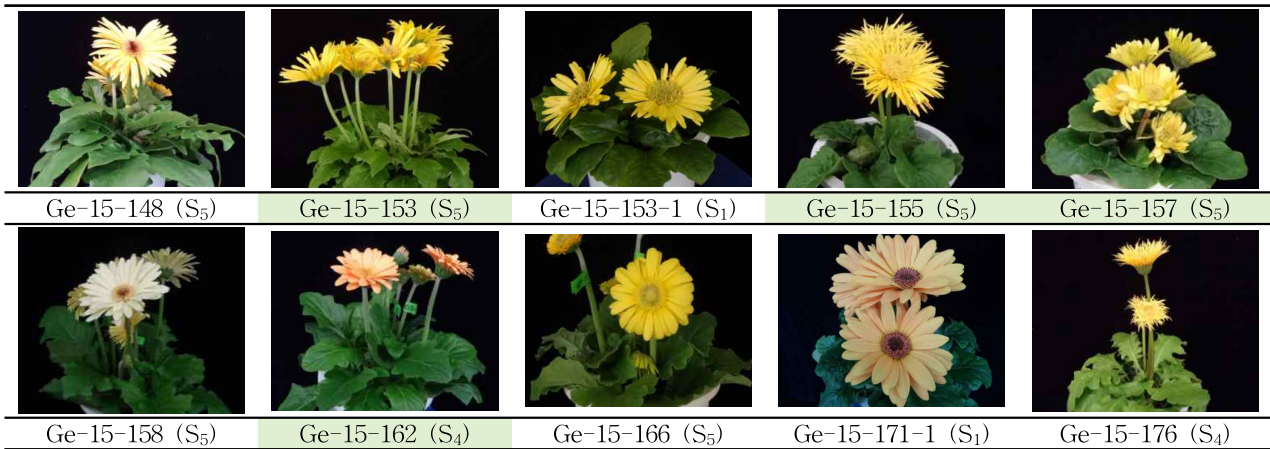 Ge-15-148 (S₅) Ge-15-153 (S₅) Ge-15-153-1 (S₁) Ge-15-155 (S₅) Ge-15-157 (S₅)
Ge-15-158 (S₅) Ge-15-162 (S₄) Ge-15-166 (S₅) Ge-15-171-1 (S₁) Ge-15-176 (S₄)